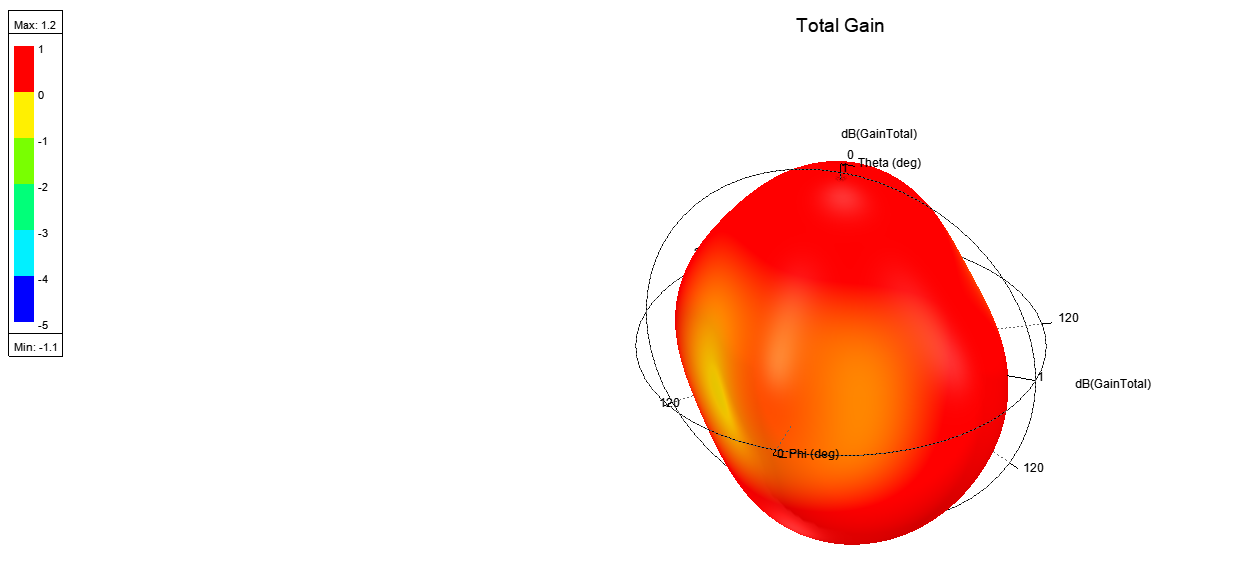 Total Gain
Max: 1.2
1
0
-1
-2
-3
-4
-5
Min: -1.1
dB(GainTotal)
0
Theta (deg)
120
1
dB(GainTotal)
120
0 Phi (deg)
120